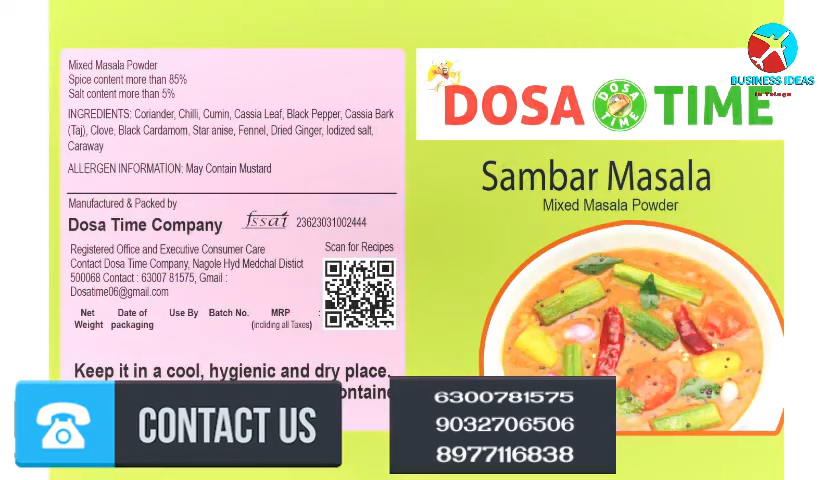 Mixed Masala Powder
Spice content more than 85%
Salt content more than 5%
INGREDIENTS: Coriander, Chilli, Cumin, Cassia Leaf, Black Pepper, Cassia Bark
(Taj), Clove, Black Cardamom, Star anise, Fennel, Dried Ginger, Iodized salt,
Caraway
ALLERGEN INFORMATION: May Contain Mustard
Manufactured & Packed by
Dosa Time Company
fssai 23623031002444
Registered Office and Executive Consumer Care
Contact Dosa Time Company, Nagole Hyd Medchal Distict
500068 Contact : 63007 81575, Gmail :
Dosatime06@gmail.com
Scan for Recipes
Net Weight
Date of packaging
Use By
Batch No.
MRP :
(incliding all Taxes)
Keep it in a cool, hygienic and dry place.
ontaine
BUSINESS IDEAS
in Telugu
DOSA TIME
DOSA
TIME
Sambar Masala
Mixed Masala Powder
CONTACT US
6300781575
9032706506
8977116838